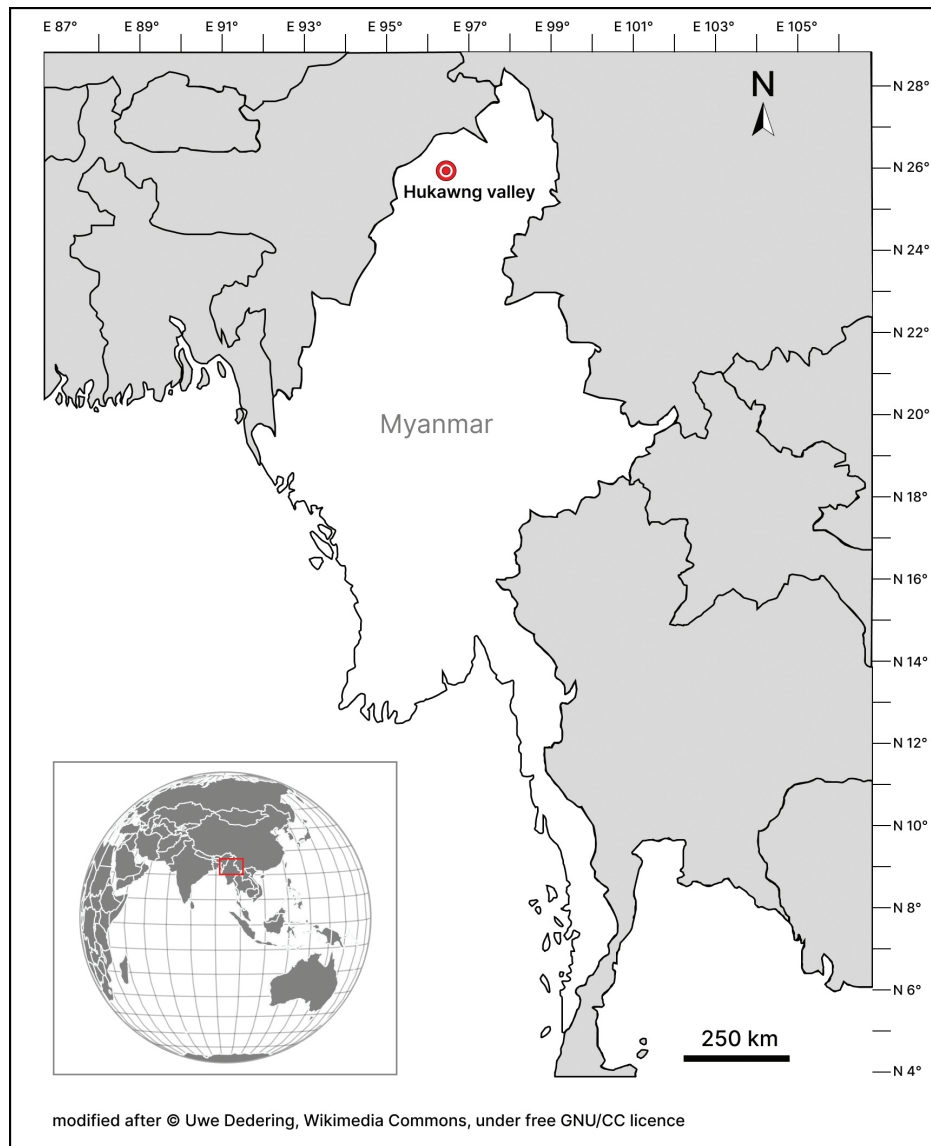 E 87° E 89° E 91° E 93° E 95° E 97° E 99° E 101° E 103° E 105°
N
N 28°
N 26°
Hukawng valley
N 24°
N 22°
N 20°
Myanmar
N 18°
N 16°
N 14°
N 12°
N 10°
N 8°
N 6°
250 km
N 4°
modified after © Uwe Dedering, Wikimedia Commons, under free GNU/CC licence